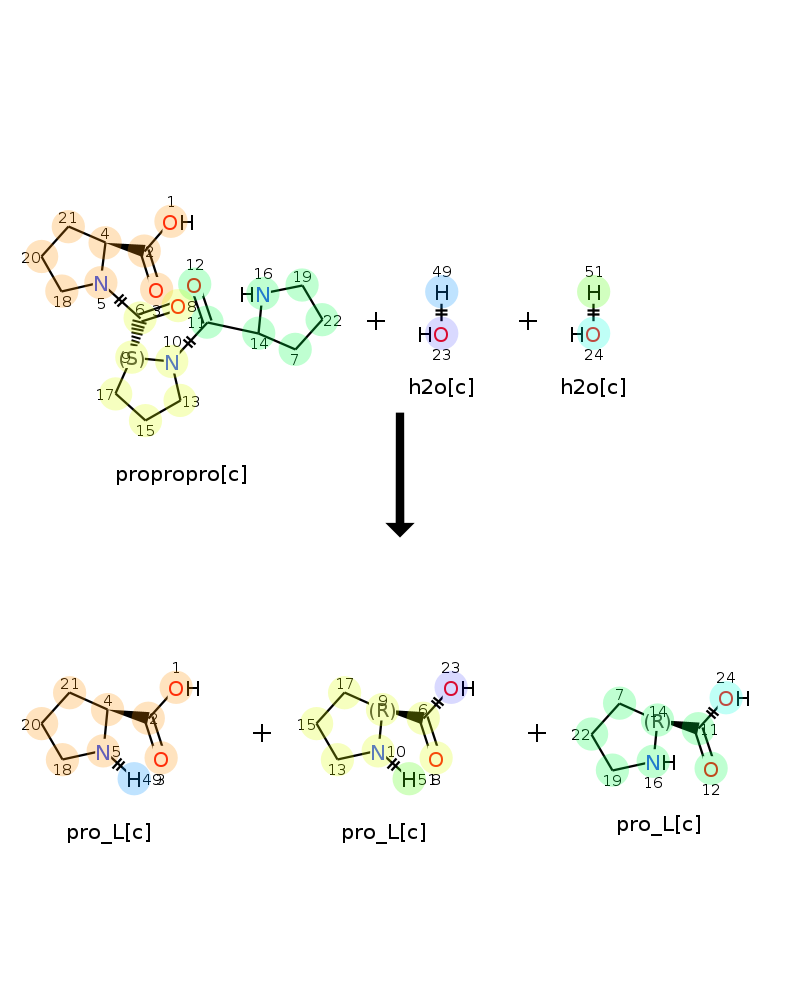 1
21
4
OH
2
20
N
O
18
5
3
6
O
8
12
O
16
19
HN
11
22
14
7
10
9
(S)
N
17
13
15
propropro[c]
+
49
H
HO
23
h2o[c]
+
51
H
HO
24
h2o[c]
1
21
4
OH
2
20
N
5
O
18
H
49
3
pro_L[c]
+
23
17
9
OH
(R)
6
15
N
10
O
13
H
51
8
pro_L[c]
+
24
7
14
OH
(R)
11
22
NH
O
19
16
12
pro_L[c]